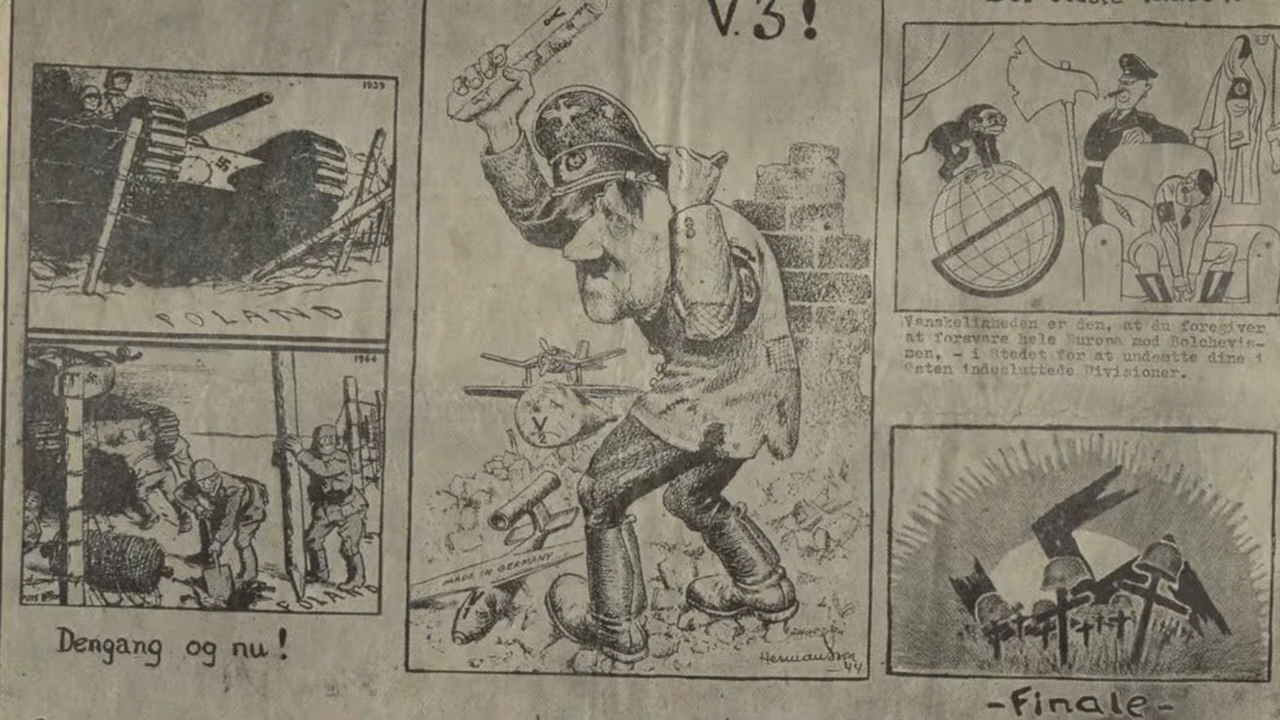 1939
POLAND
1944
POLAND
Dengang og nu!
V.3!
V
MADE IN GERMANY
Hermansson
-44
Vanskeligheden er den, at du foregiver
at forsvare hele Europa mod Bolchevis-
men, - i Stedet for at undsætte dine i
Østen indesluttede Divisioner.
-Finale-